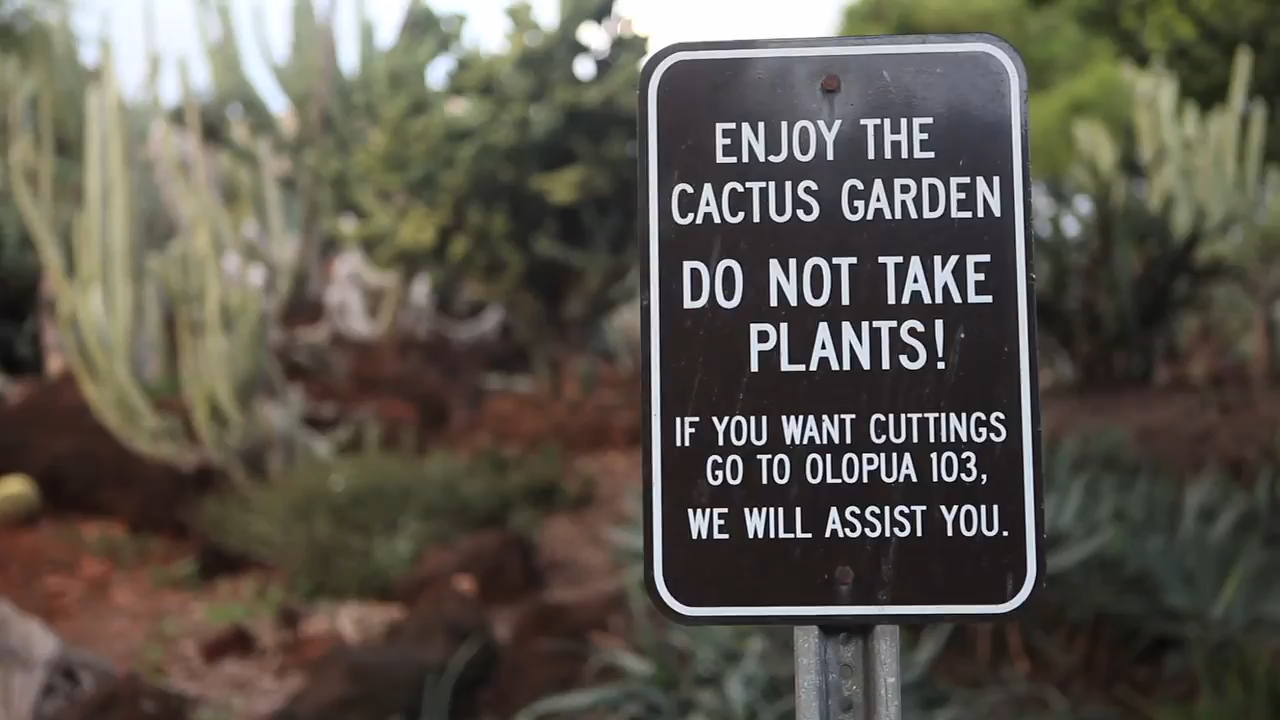 ENJOY THE
CACTUS GARDEN
DO NOT TAKE
PLANTS!
IF YOU WANT CUTTINGS
GO TO OLOPUA 103,
WE WILL ASSIST YOU.